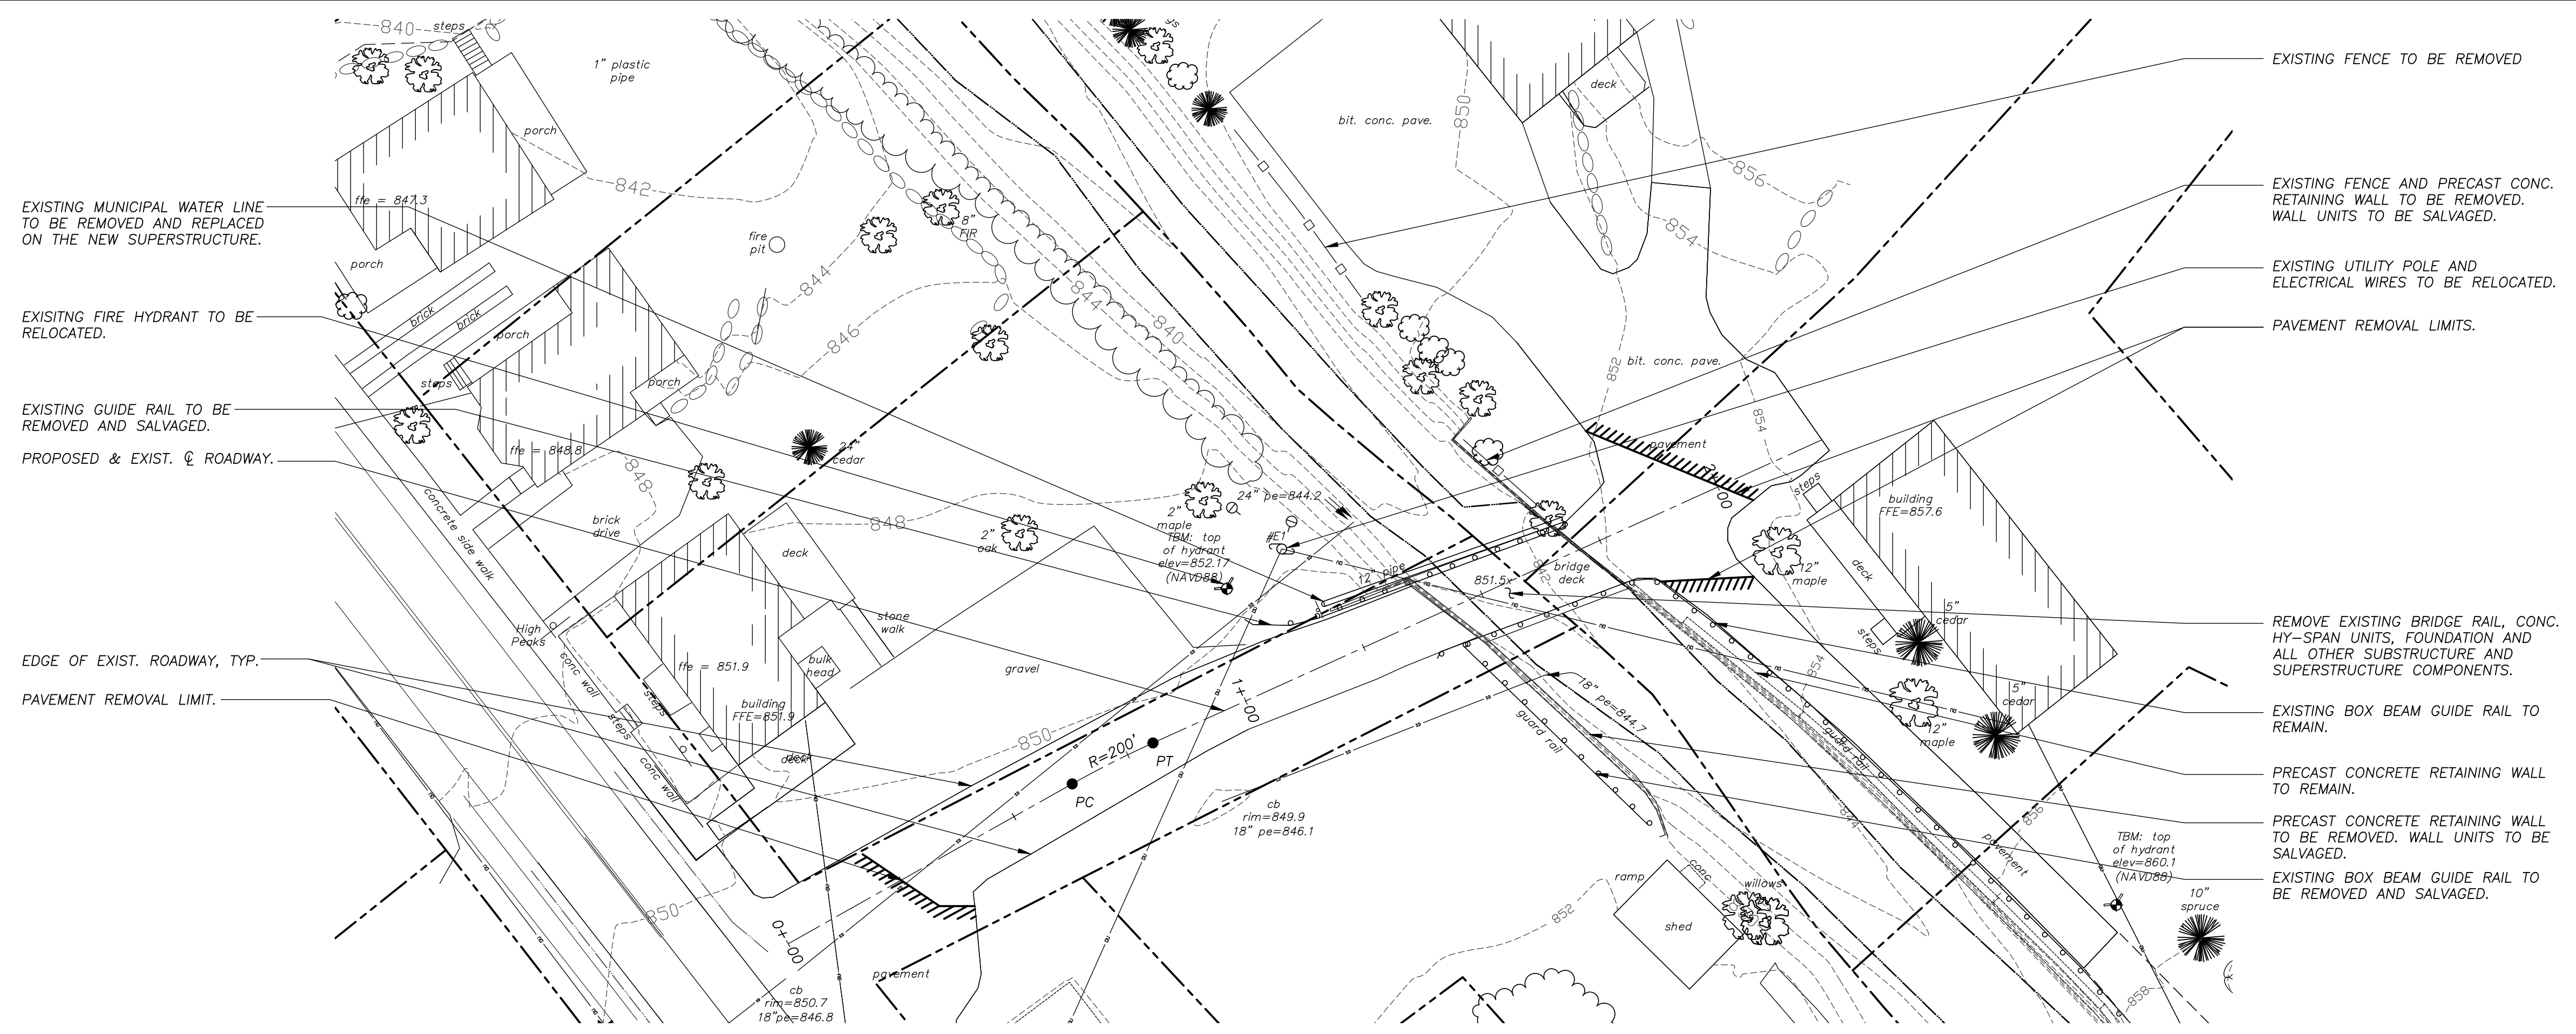 EXISTING MUNICIPAL WATER LINE
TO BE REMOVED AND REPLACED
ON THE NEW SUPERSTRUCTURE.
EXISITNG FIRE HYDRANT TO BE
RELOCATED.
EXISTING GUIDE RAIL TO BE
REMOVED AND SALVAGED.
PROPOSED & EXIST. ℄ ROADWAY.
EDGE OF EXIST. ROADWAY, TYP.
PAVEMENT REMOVAL LIMIT.
840
steps
1" plastic
pipe
porch
842
ffe = 847.3
porch
brick
brick
porch
steps
porch
fire
pit
844
846
8"
FIR
844
840
ffe = 848.8
848
24"
cedar
concrete side walk
brick
drive
848
2"
oak
deck
2"
maple
TBM: top
of hydrant
elev=852.17
(NAVD88)
24" pe=844.2
#E1
12" pipe
High
Peaks
conc wall
steps
steps
conc wall
ffe = 851.9
bulk
head
stone
walk
building
FFE=851.9
deck
gravel
850
R=200'
PC
PT
1+00
0+00
850
pavement
cb
rim=850.7
18"pe=846.8
cb
rim=849.9
18" pe=846.1
bit. conc. pave.
850
deck
856
854
852
bit. conc. pave.
pavement
854
2+00
851.5x
bridge
deck
842
steps
building
FFE=857.6
deck
12"
maple
5"
cedar
steps
5"
cedar
12"
maple
854
18" pe=844.7
guard rail
guard rail
844
856
pavement
TBM: top
of hydrant
elev=860.1
(NAVD88)
10"
spruce
858
ramp
conc.
willows
shed
852
EXISTING FENCE TO BE REMOVED
EXISTING FENCE AND PRECAST CONC.
RETAINING WALL TO BE REMOVED.
WALL UNITS TO BE SALVAGED.
EXISTING UTILITY POLE AND
ELECTRICAL WIRES TO BE RELOCATED.
PAVEMENT REMOVAL LIMITS.
REMOVE EXISTING BRIDGE RAIL, CONC.
HY-SPAN UNITS, FOUNDATION AND
ALL OTHER SUBSTRUCTURE AND
SUPERSTRUCTURE COMPONENTS.
EXISTING BOX BEAM GUIDE RAIL TO
REMAIN.
PRECAST CONCRETE RETAINING WALL
TO REMAIN.
PRECAST CONCRETE RETAINING WALL
TO BE REMOVED. WALL UNITS TO BE
SALVAGED.
EXISTING BOX BEAM GUIDE RAIL TO
BE REMOVED AND SALVAGED.